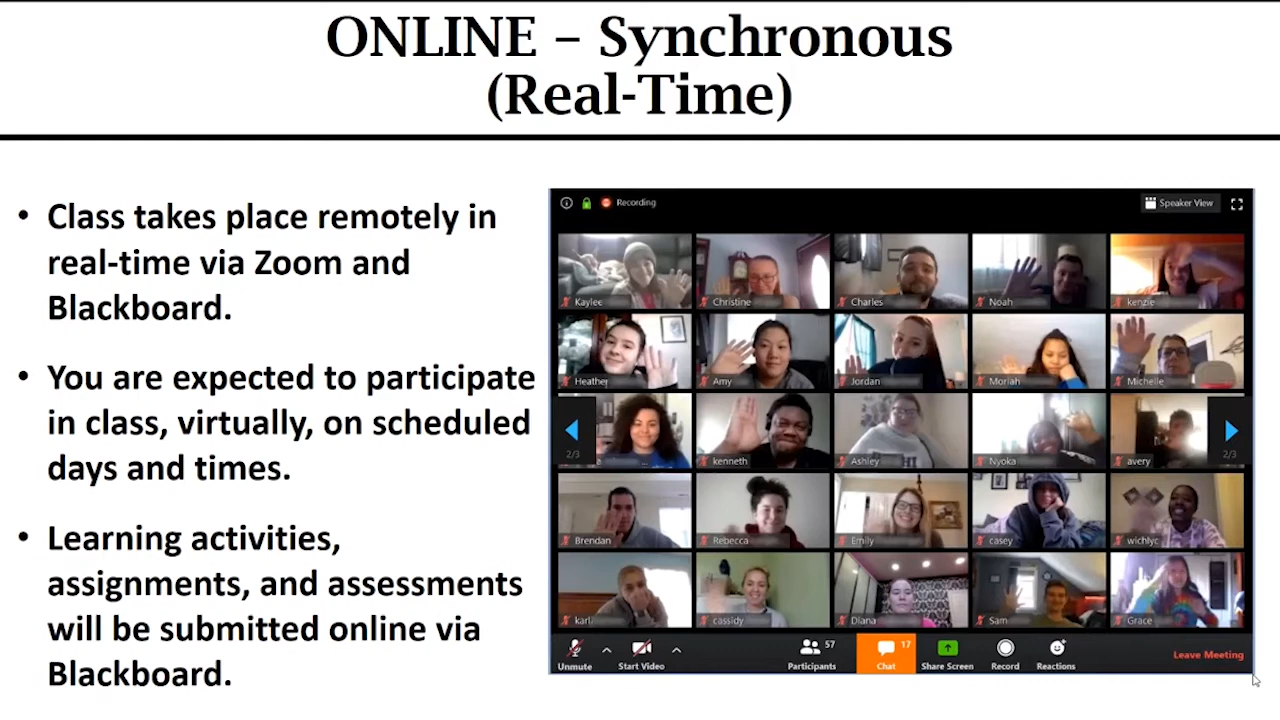 ONLINE – Synchronous
(Real-Time)
• Class takes place remotely in
real-time via Zoom and
Blackboard.
• You are expected to participate
in class, virtually, on scheduled
days and times.
• Learning activities,
assignments, and assessments
will be submitted online via
Blackboard.
Recording
Speaker View
Kaylee
Christine
Charles
Noah
kenzie
Heather
Amy
Jordan
Moriah
Michelle
2/3
kenneth
Ashley
Nyoka
avery
2/3
Brendan
Rebecca
Emily
casey
wichlyc
karli
cassidy
Diana
Sam
Grace
Unmute
Start Video
57
Participants
17
Chat
Share Screen
Record
Reactions
Leave Meeting